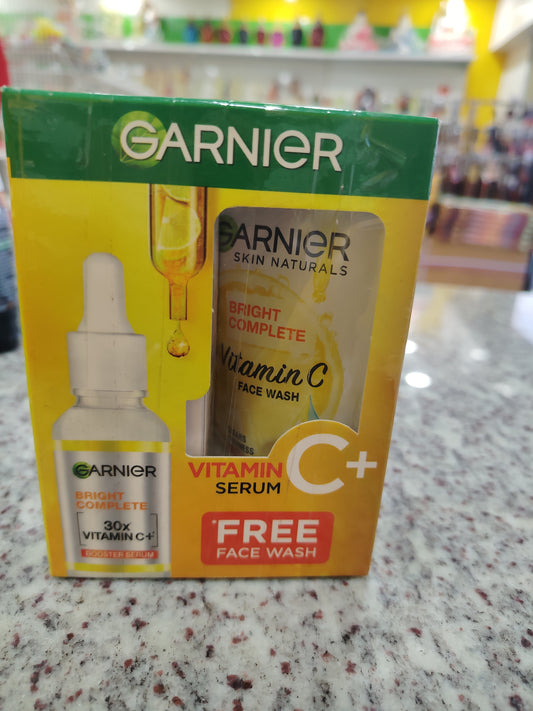 GARNIER
GARNIER
SKIN NATURALS
BRIGHT
COMPLETE
Vitamin C
FACE WASH
GARNIER
BRIGHT
COMPLETE
30x
VITAMIN C+
BOOSTER SERUM
VITAMIN C+
SERUM
*FREE
FACE WASH